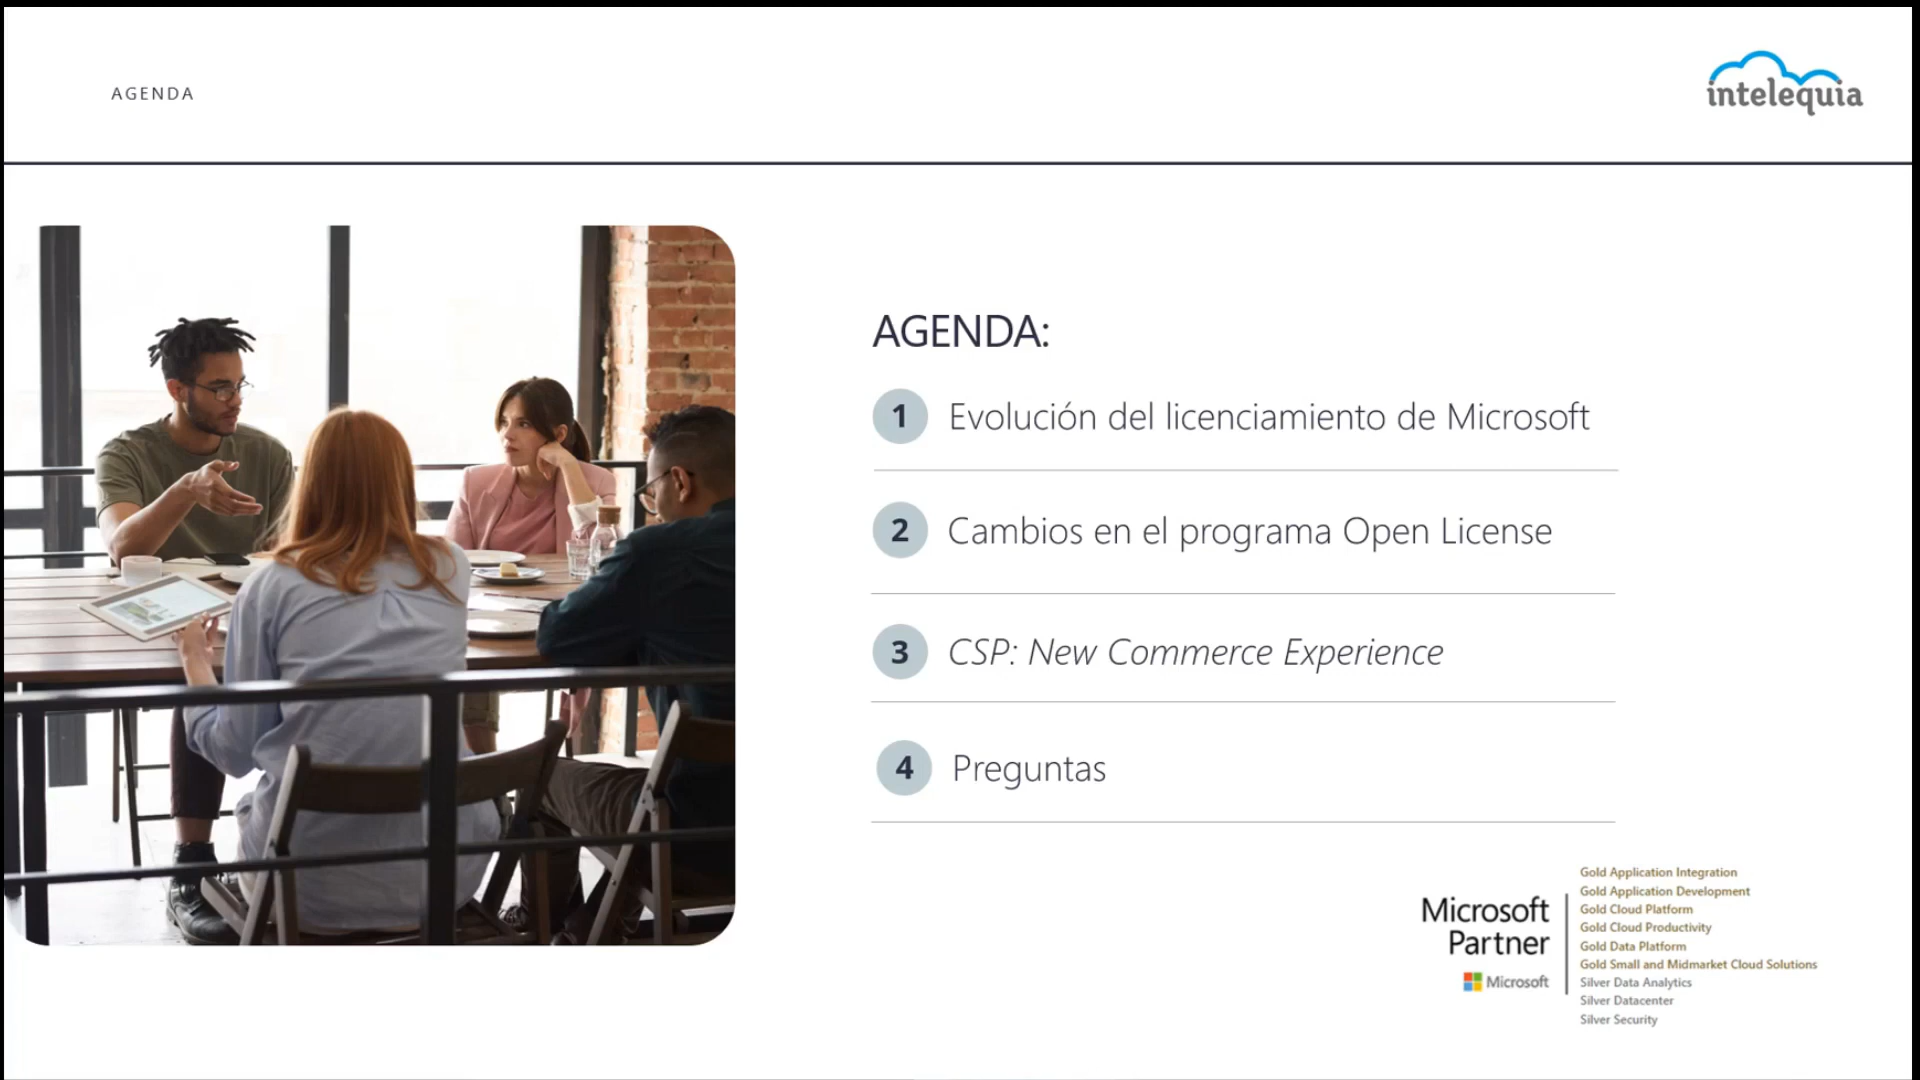 AGENDA
intelequia
AGENDA:
1 Evolución del licenciamiento de Microsoft
2 Cambios en el programa Open License
3 CSP: New Commerce Experience
4 Preguntas
Microsoft
Partner
Microsoft
Gold Application Integration
Gold Application Development
Gold Cloud Platform
Gold Cloud Productivity
Gold Data Platform
Gold Small and Midmarket Cloud Solutions
Silver Data Analytics
Silver Datacenter
Silver Security